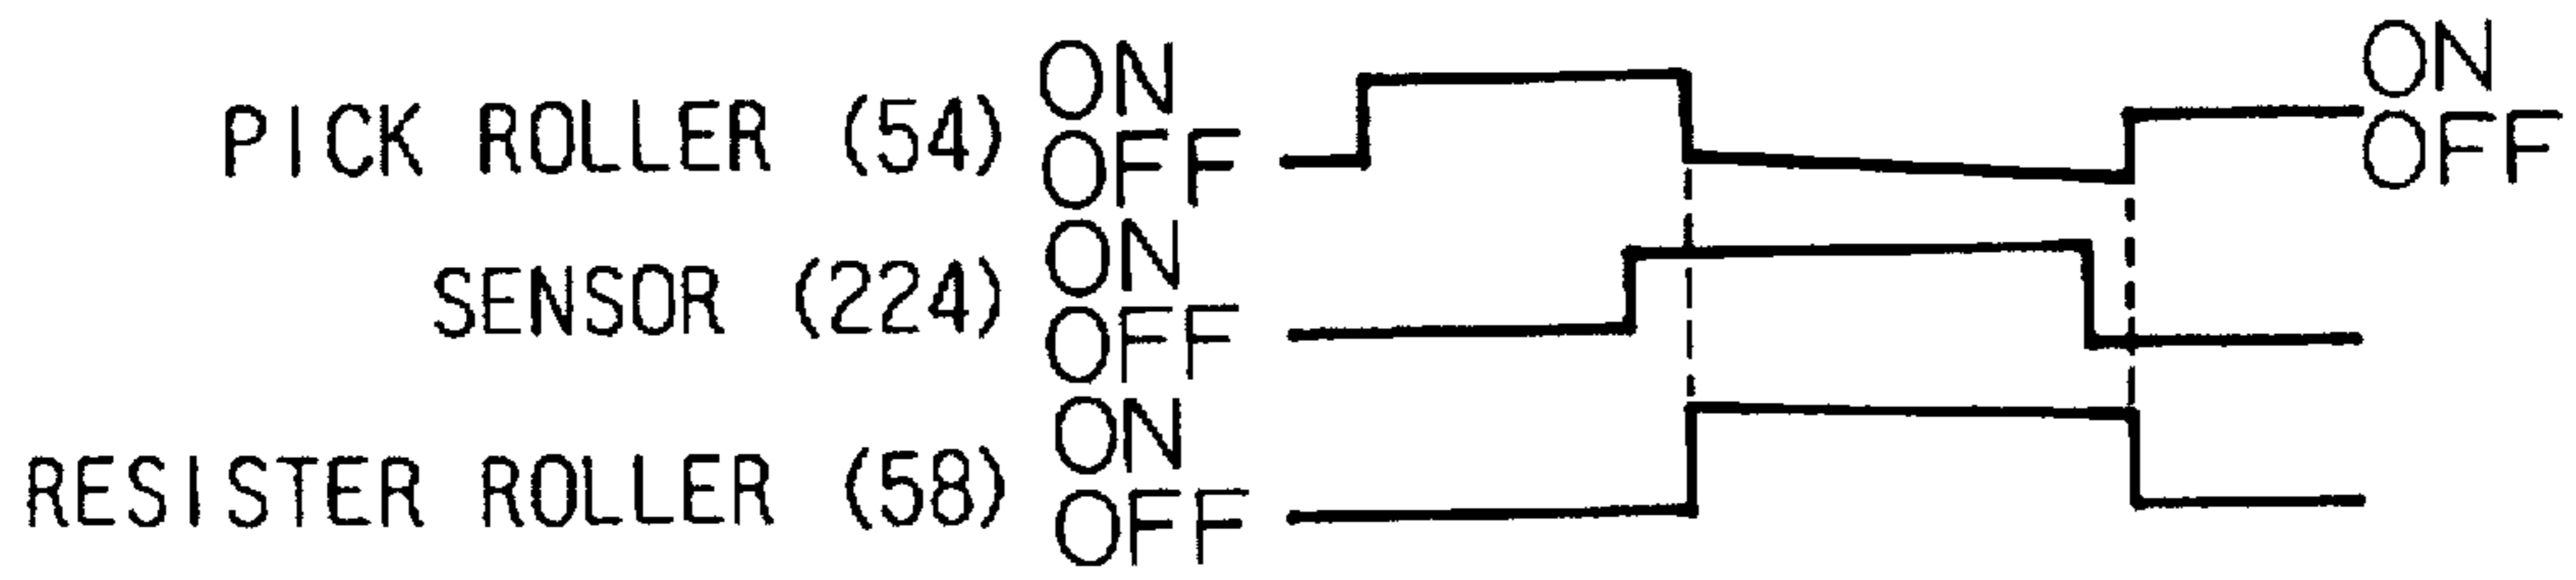 PICK ROLLER (54) ON OFF ON OFF
SENSOR (224) ON OFF
RESISTER ROLLER (58) ON OFF